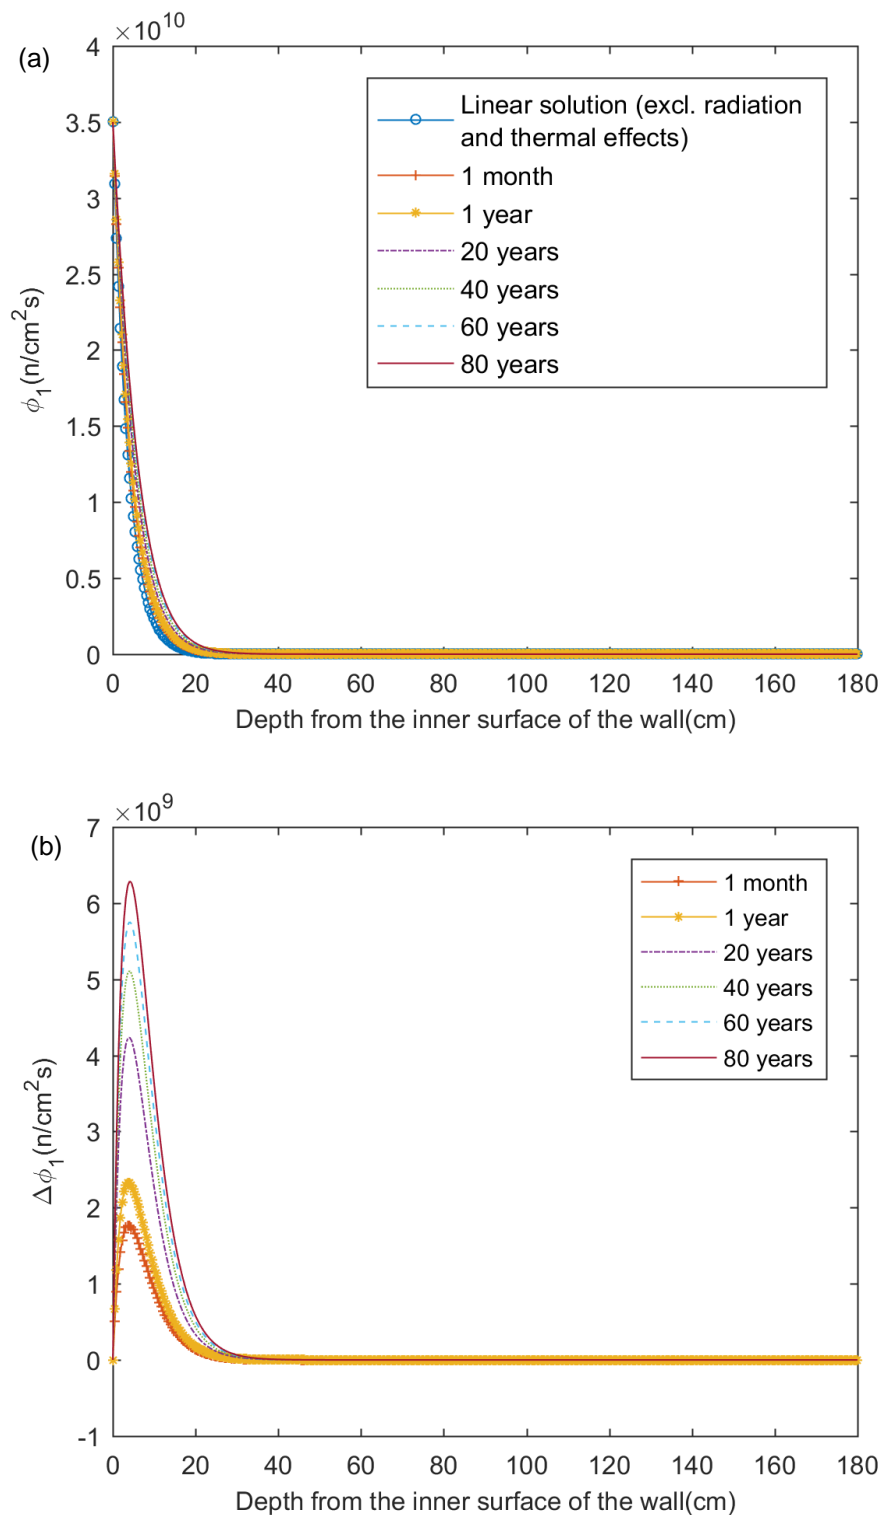 (a)
×10¹⁰
4
3.5
3
2.5
2
1.5
1
0.5
0
ϕ₁(n/cm²s)
Linear solution (excl. radiation
and thermal effects)
1 month
1 year
20 years
40 years
60 years
80 years
0 20 40 60 80 100 120 140 160 180
Depth from the inner surface of the wall(cm)
(b)
×10⁹
7
6
5
4
3
2
1
0
-1
Δϕ₁(n/cm²s)
1 month
1 year
20 years
40 years
60 years
80 years
0 20 40 60 80 100 120 140 160 180
Depth from the inner surface of the wall(cm)